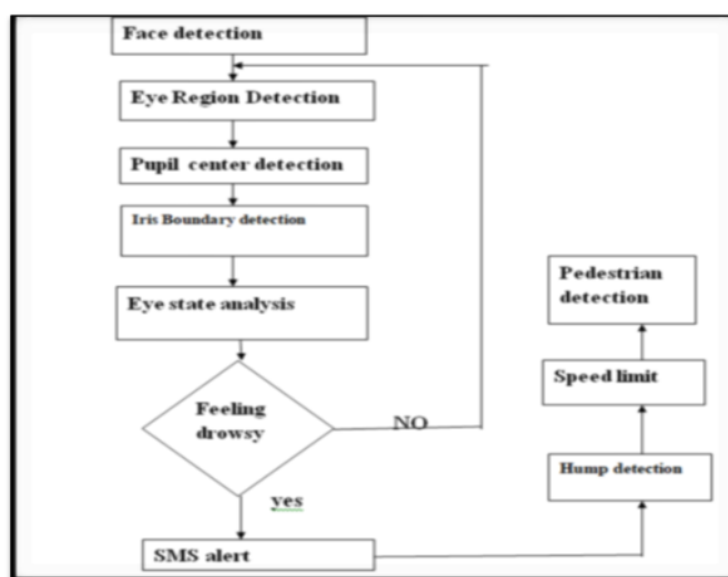 Face detection
Eye Region Detection
Pupil center detection
Iris Boundary detection
Eye state analysis
Feeling
drowsy
NO
yes
SMS alert
Hump detection
Speed limit
Pedestrian
detection